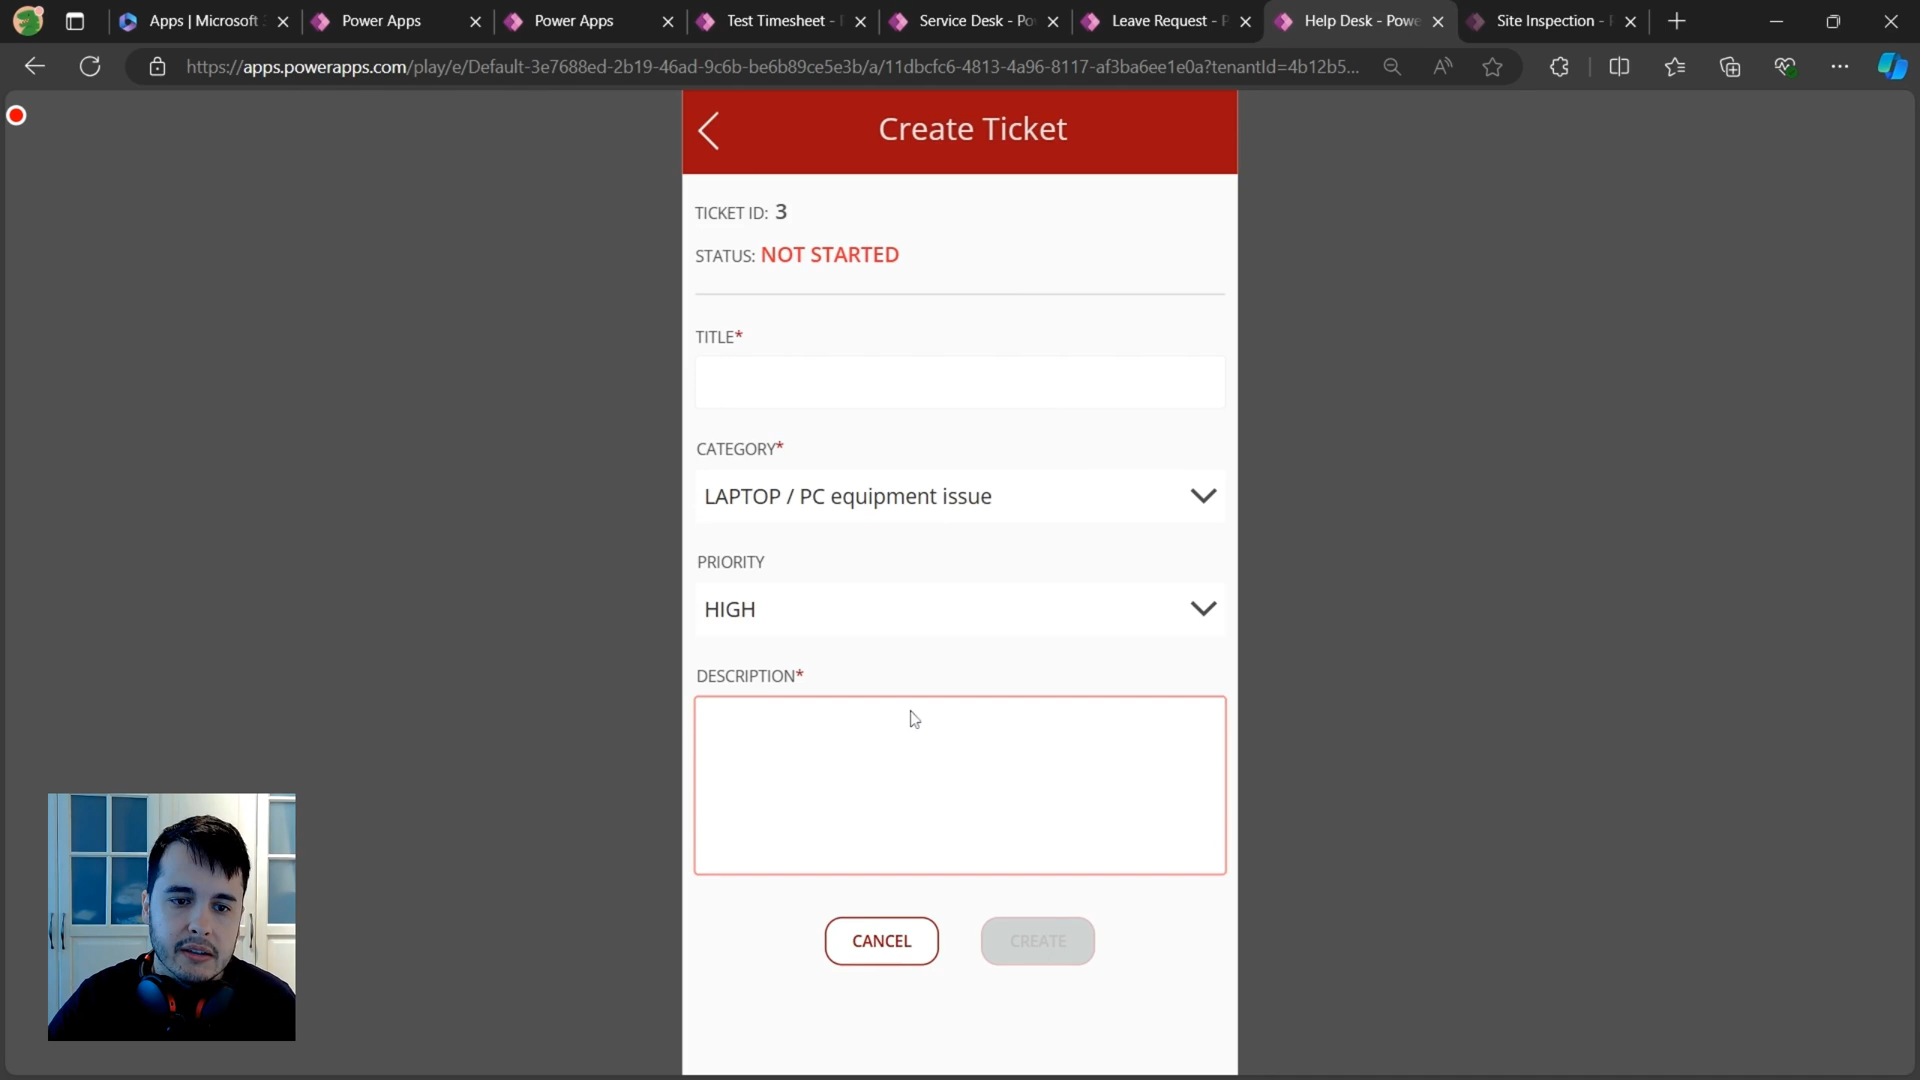 Apps | Microsoft
Power Apps
Power Apps
Test Timesheet -
Service Desk - Po
Leave Request - P
Help Desk - Powe
Site Inspection -
https://apps.powerapps.com/play/e/Default-3e7688ed-2b19-46ad-9c6b-be6b89ce5e3b/a/11dbcfc6-4813-4a96-8117-af3ba6ee1e0a?tenantId=4b12b5...
Create Ticket
TICKET ID: 3
STATUS: NOT STARTED
TITLE*
CATEGORY*
LAPTOP / PC equipment issue
PRIORITY
HIGH
DESCRIPTION*
CANCEL
CREATE